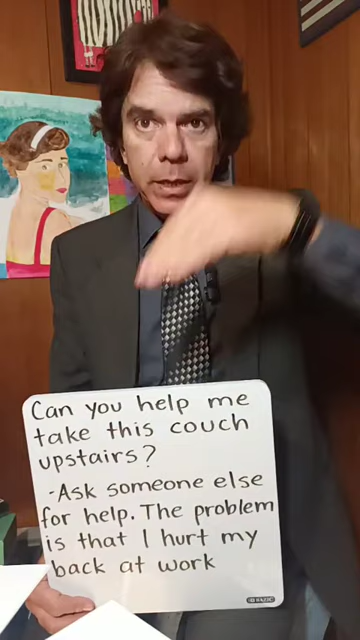 Can you help me
take this couch
upstairs?
-Ask someone else
for help. The problem
is that I hurt my
back at work